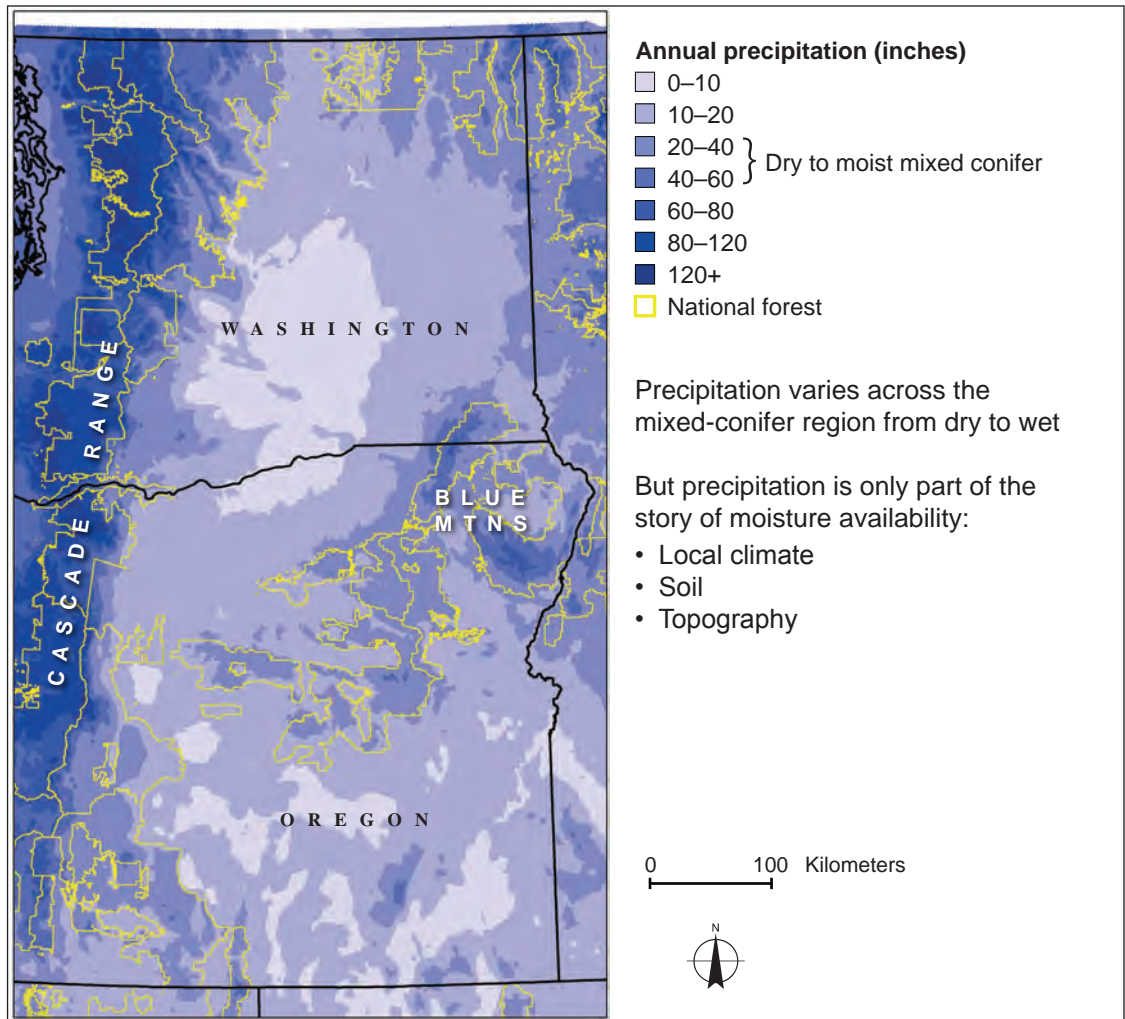 Annual precipitation (inches)
0–10
10–20
20–40
40–60
Dry to moist mixed conifer
60–80
80–120
120+
National forest
Precipitation varies across the
mixed-conifer region from dry to wet
But precipitation is only part of the
story of moisture availability:
• Local climate
• Soil
• Topography
0 100 Kilometers
N
WASHINGTON
CASCADE RANGE
BLUE
MTNS
OREGON